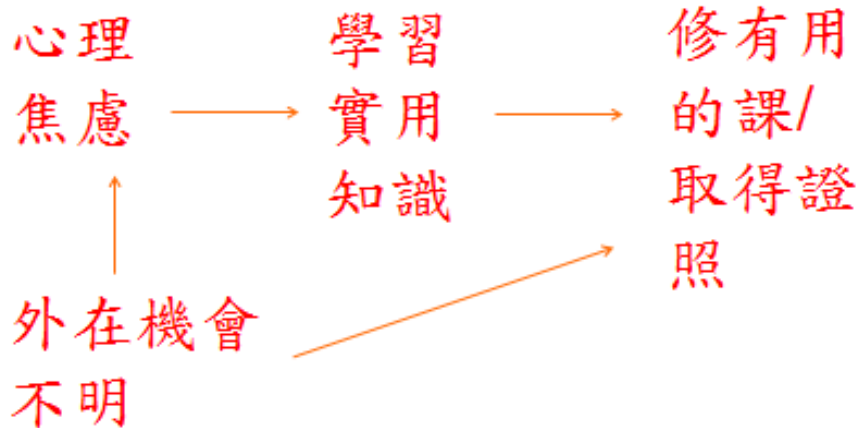 心理
焦慮
學習
實用
知識
修有用
的課/
取得證
照
外在機會
不明